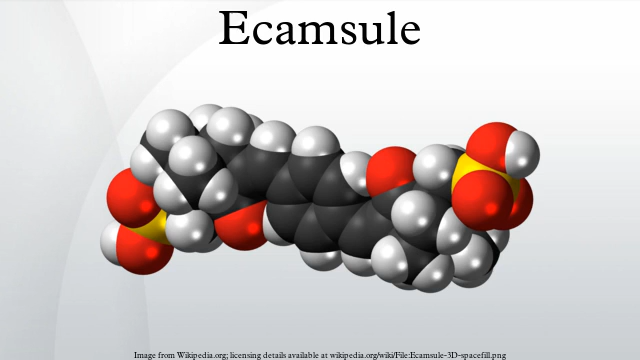 Ecamsule
Image from Wikipedia.org; licensing details available at wikipedia.org/wiki/File:Ecamsule-3D-spacefill.png